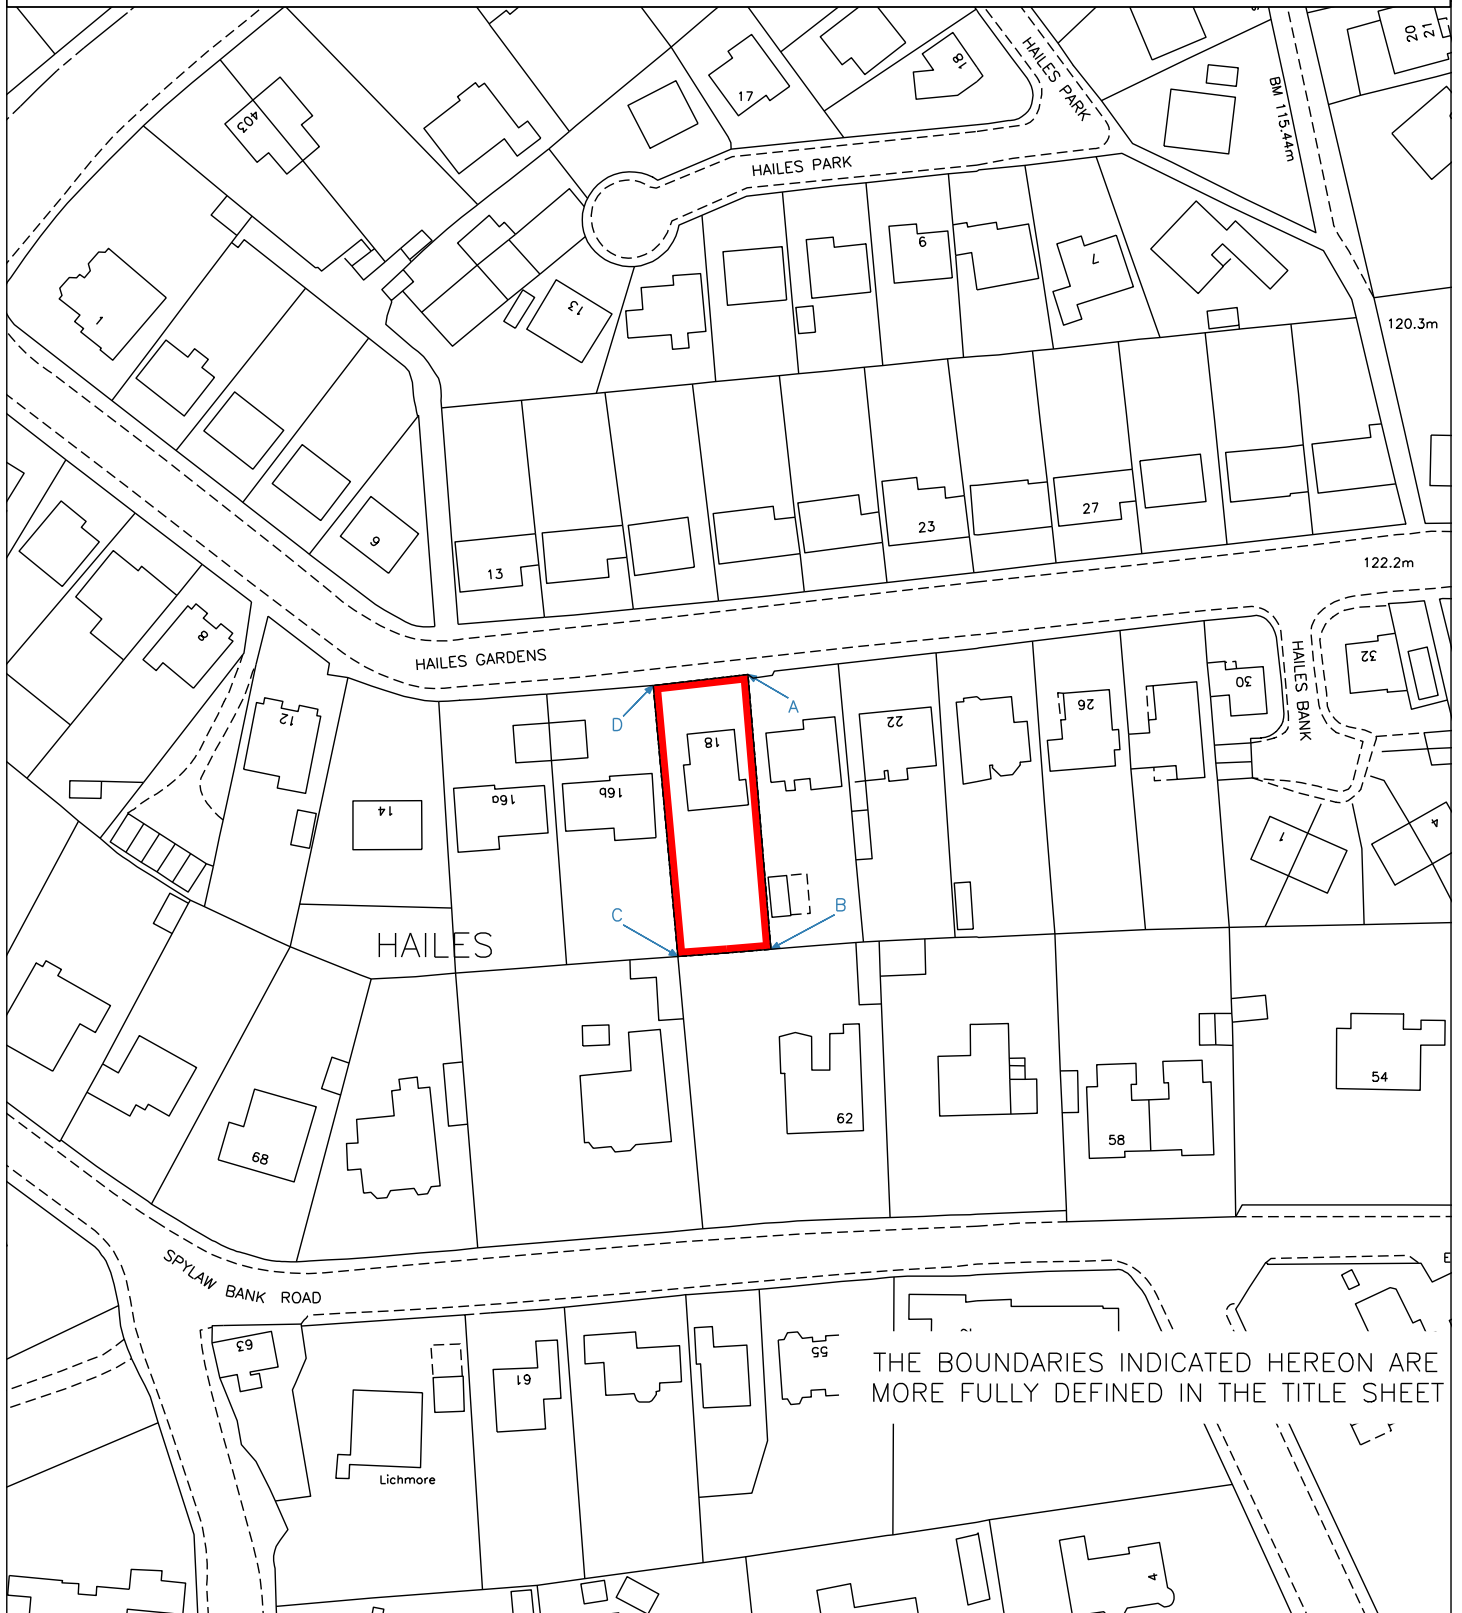 20
21
18
HAILES PARK
17
BM 115.44m
403
HAILES PARK
9
7
13
1
120.3m
23
27
9
13
122.2m
8
HAILES GARDENS
HAILES BANK
32
30
12
A
D
22
26
18
14
16a
16b
1
4
B
C
HAILES
54
62
58
68
SPYLAW BANK ROAD
63
55
THE BOUNDARIES INDICATED HEREON ARE
MORE FULLY DEFINED IN THE TITLE SHEET
61
Lichmore
4